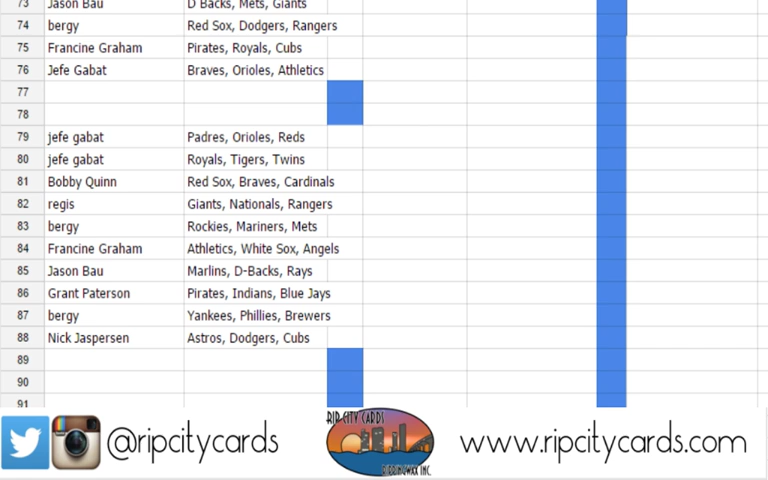 73 Jason Bau D Backs, Mets, Giants
74 bergy Red Sox, Dodgers, Rangers
75 Francine Graham Pirates, Royals, Cubs
76 Jefe Gabat Braves, Orioles, Athletics
77
78
79 jefe gabat Padres, Orioles, Reds
80 jefe gabat Royals, Tigers, Twins
81 Bobby Quinn Red Sox, Braves, Cardinals
82 regis Giants, Nationals, Rangers
83 bergy Rockies, Mariners, Mets
84 Francine Graham Athletics, White Sox, Angels
85 Jason Bau Marlins, D-Backs, Rays
86 Grant Paterson Pirates, Indians, Blue Jays
87 bergy Yankees, Phillies, Brewers
88 Nick Jaspersen Astros, Dodgers, Cubs
89
90
91
@ripcitycards
RIP CITY CARDS
RIPPINGWAX INC.
www.ripcitycards.com